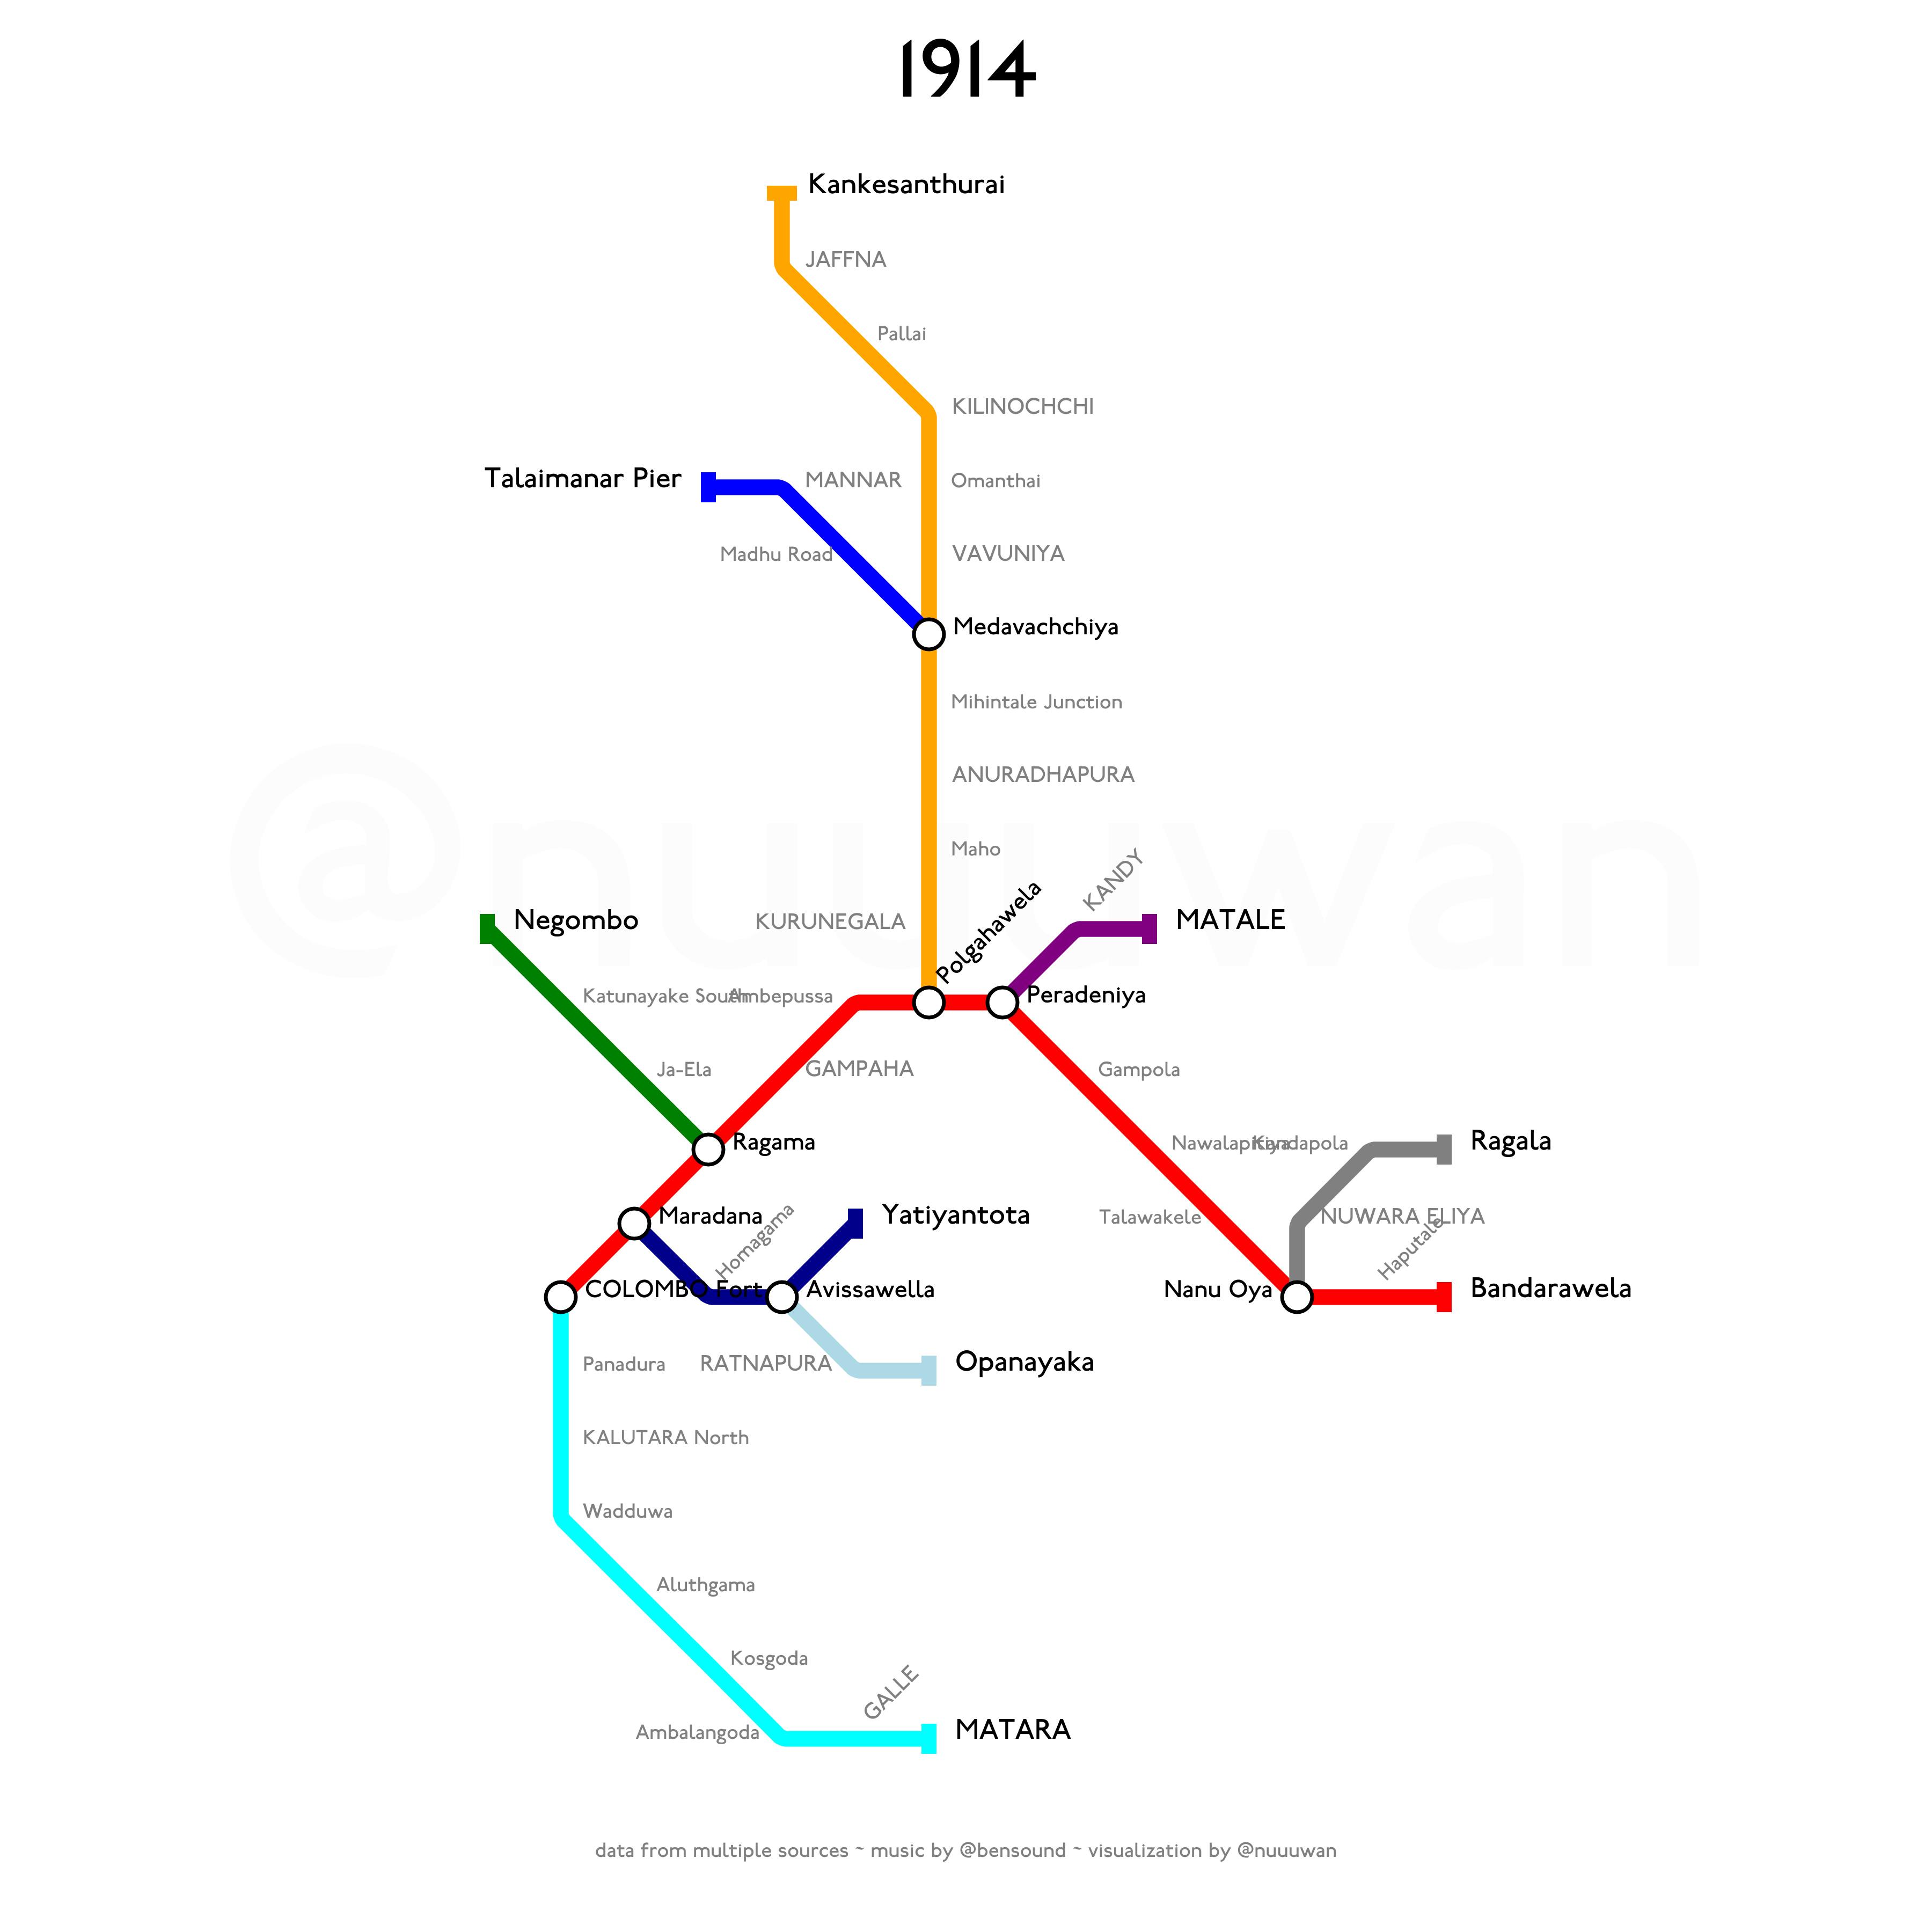 1914
Kankesanthurai
JAFFNA
Pallai
KILINOCHCHI
Talaimanar Pier
MANNAR
Omanthai
Madhu Road
VAVUNIYA
Medavachchiya
Mihintale Junction
ANURADHAPURA
@nuuuwan
Maho
KANDY
Negombo
KURUNEGALA
Polgahawela
MATALE
Katunayake South
Ambepussa
Peradeniya
Ja-Ela
GAMPAHA
Gampola
Ragama
Nawalapitiya
Kandapola
Ragala
Maradana
Homagama
Yatiyantota
Talawakele
NUWARA ELIYA
Haputale
COLOMBO Fort
Avissawella
Nanu Oya
Bandarawela
Panadura
RATNAPURA
Opanayaka
KALUTARA North
Wadduwa
Aluthgama
Kosgoda
GALLE
Ambalangoda
MATARA
data from multiple sources ~ music by @bensound ~ visualization by @nuuuwan